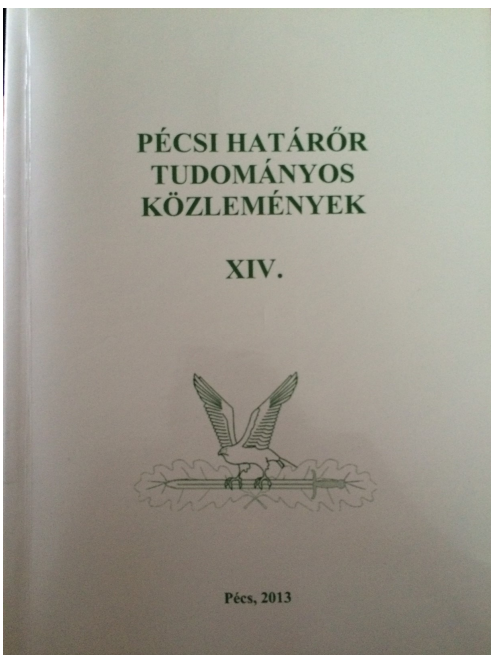 PÉCSI HATÁRŐR
TUDOMÁNYOS
KÖZLEMÉNYEK
XIV.
Pécs, 2013